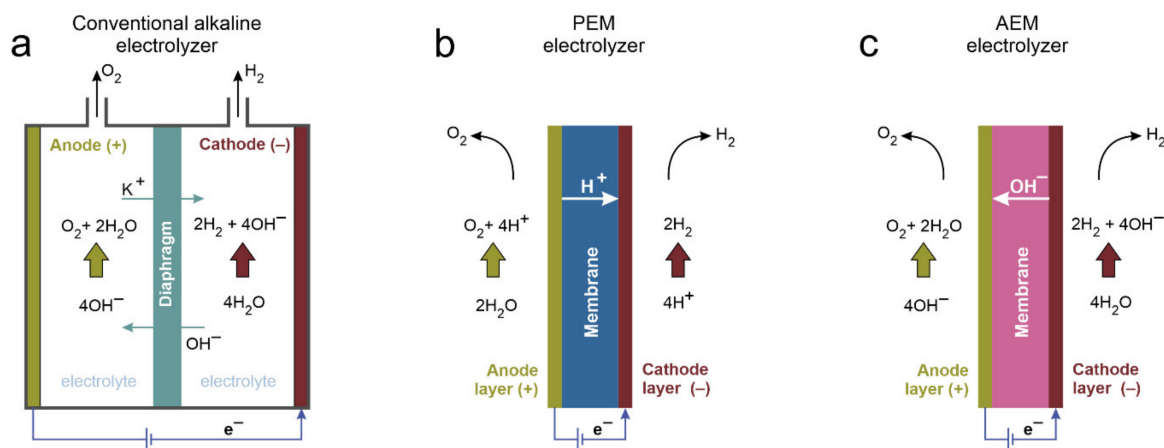 a
Conventional alkaline
electrolyzer
O₂
H₂
Anode (+)
Cathode (–)
K⁺
O₂+ 2H₂O
2H₂ + 4OH⁻
Diaphragm
4OH⁻
4H₂O
OH⁻
electrolyte
electrolyte
e⁻
b
PEM
electrolyzer
O₂
H₂
H⁺
O₂+ 4H⁺
2H₂
Membrane
2H₂O
4H⁺
Anode
layer (+)
Cathode
layer (–)
e⁻
c
AEM
electrolyzer
O₂
H₂
OH⁻
O₂+ 2H₂O
2H₂ + 4OH⁻
Membrane
4OH⁻
4H₂O
Anode
layer (+)
Cathode
layer (–)
e⁻